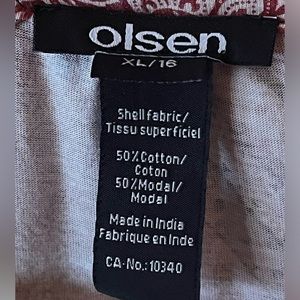 olsen
XL/16
Shell fabric/
Tissu superficiel
50%Cotton/
Coton
50%Modal/
Modal
Made in India
Fabrique en Inde
CA-No.: 10340